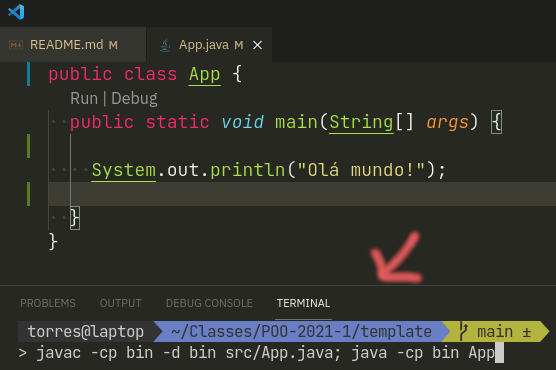 README.md M
App.java M
public class App {
Run | Debug
public static void main(String[] args) {
System.out.println("Olá mundo!");
}
}
PROBLEMS OUTPUT DEBUG CONSOLE TERMINAL
torres@laptop ~/Classes/POO-2021-1/template main ±
> javac -cp bin -d bin src/App.java; java -cp bin App